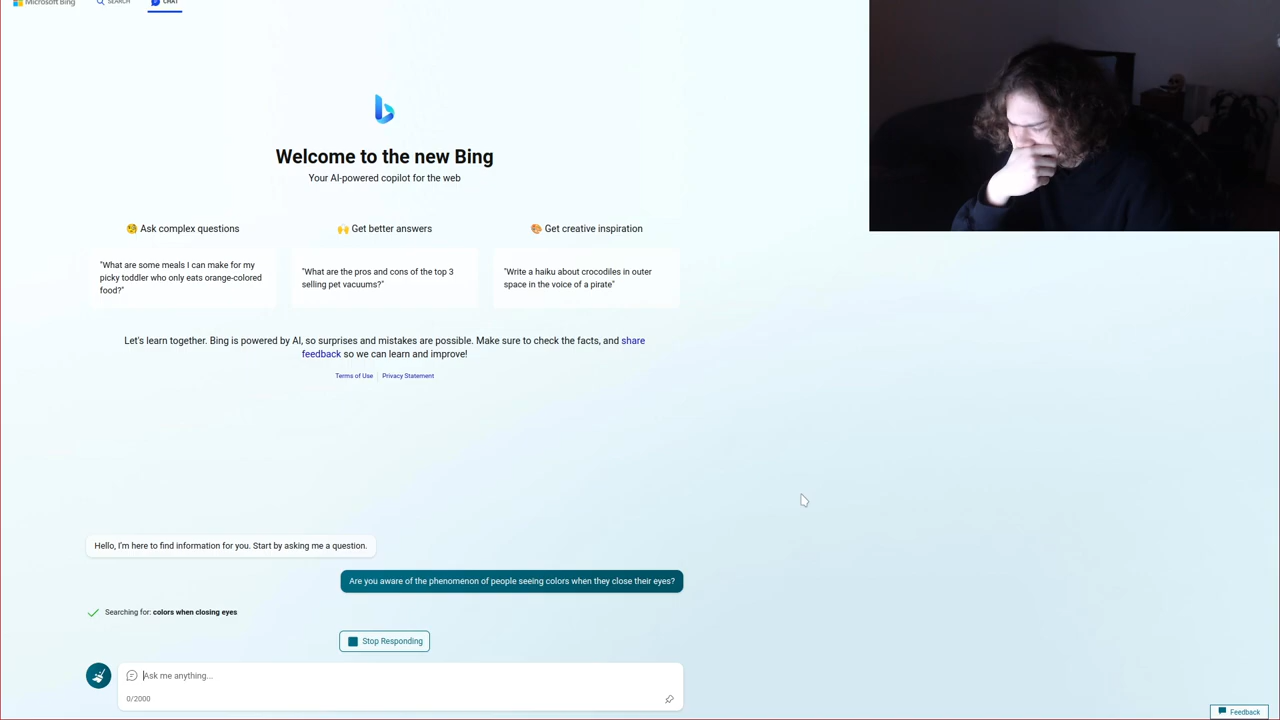 Microsoft Bing
SEARCH
CHAT
Welcome to the new Bing
Your AI-powered copilot for the web
🧐 Ask complex questions
🙌 Get better answers
🎨 Get creative inspiration
"What are some meals I can make for my
picky toddler who only eats orange-colored
food?"
"What are the pros and cons of the top 3
selling pet vacuums?"
"Write a haiku about crocodiles in outer
space in the voice of a pirate"
Let's learn together. Bing is powered by AI, so surprises and mistakes are possible. Make sure to check the facts, and share
feedback so we can learn and improve!
Terms of Use
Privacy Statement
Hello, I'm here to find information for you. Start by asking me a question.
Are you aware of the phenomenon of people seeing colors when they close their eyes?
Searching for: colors when closing eyes
Stop Responding
Ask me anything...
0/2000
Feedback